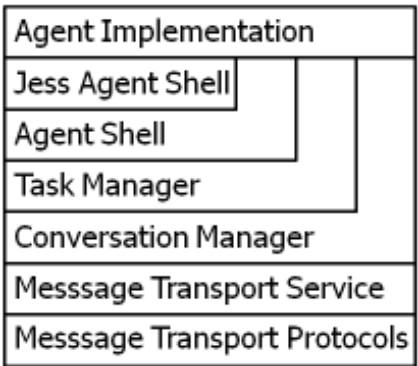 Agent Implementation
Jess Agent Shell
Agent Shell
Task Manager
Conversation Manager
Messsage Transport Service
Messsage Transport Protocols